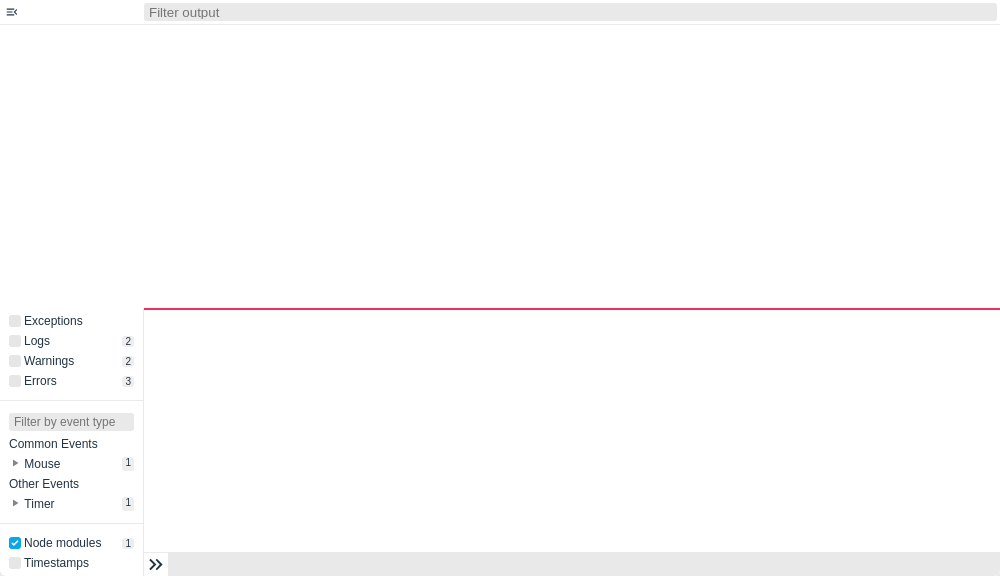 Filter output
Exceptions
Logs 2
Warnings 2
Errors 3
Filter by event type
Common Events
Mouse 1
Other Events
Timer 1
Node modules 1
Timestamps